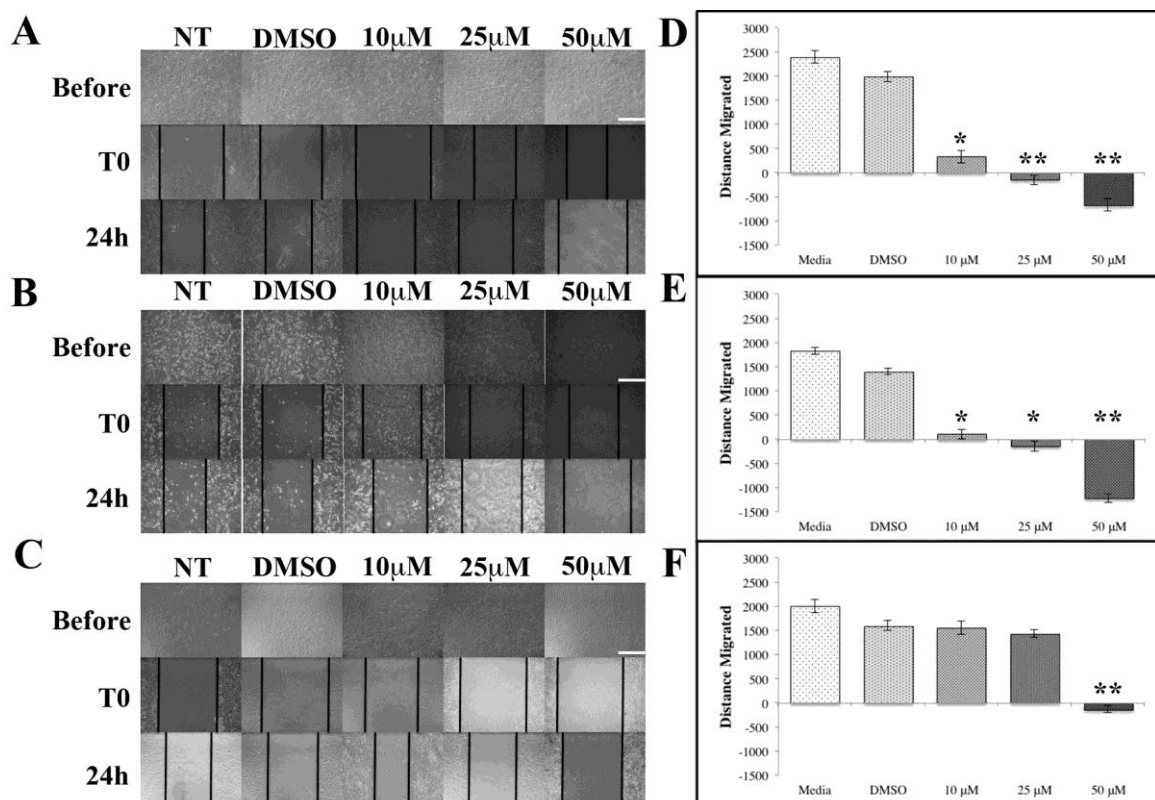 A
NT DMSO 10μM 25μM 50μM
Before
T0
24h
B
NT DMSO 10μM 25μM 50μM
Before
T0
24h
C
NT DMSO 10μM 25μM 50μM
Before
T0
24h
D
Distance Migrated
3000
2500
2000
1500
1000
500
0
-500
-1000
-1500
* ** **
Media DMSO 10 μM 25 μM 50 μM
E
Distance Migrated
3000
2500
2000
1500
1000
500
0
-500
-1000
-1500
* * **
Media DMSO 10 μM 25 μM 50 μM
F
Distance Migrated
3000
2500
2000
1500
1000
500
0
-500
-1000
-1500
**
Media DMSO 10 μM 25 μM 50 μM